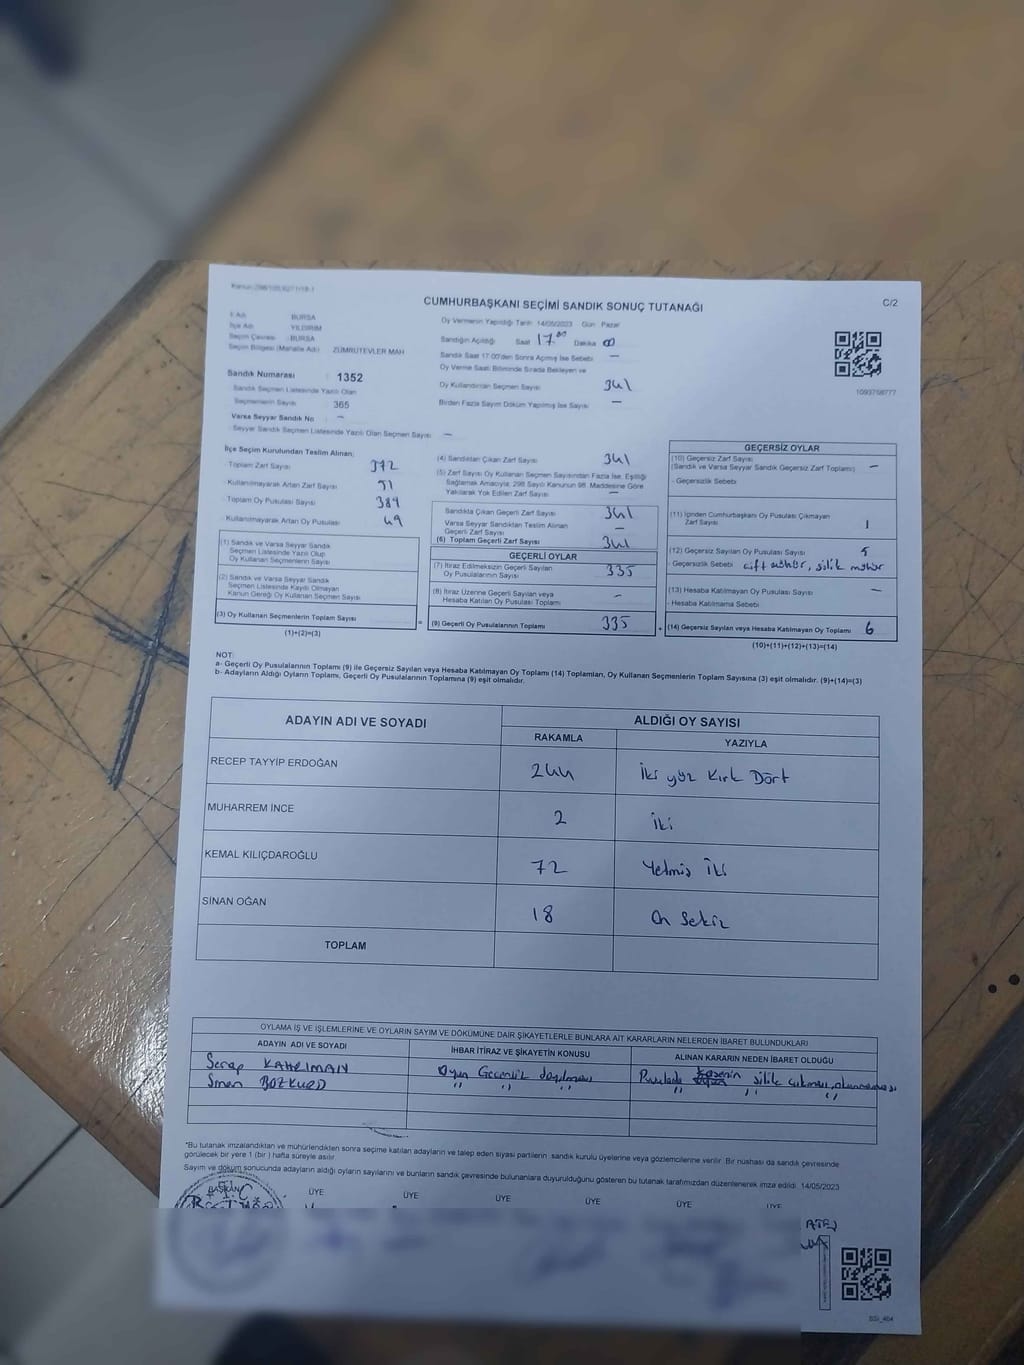 CUMHURBAŞKANI SEÇİMİ SANDIK SONUÇ TUTANAĞI
C/2
İl Adı BURSA
İlçe Adı YILDIRIM
Seçim Çevresi : BURSA
Seçim Bölgesi (Mahalle Adı) ZÜMRÜTEVLER MAH
Sandık Numarası : 1352
Sandık Seçmen Listesinde Yazılı Olan
Seçmenlerin Sayısı : 365
Varsa Seyyar Sandık No –
Seyyar Sandık Seçmen Listesinde Yazılı Olan Seçmen Sayısı –
Oy Vermenin Yapıldığı Tarih 14/05/2023 Gün Pazar
Sandığın Açıldığı Saat 17.00 Dakika 00
Sandık Saat 17.00'den Sonra Açılmış İse Sebebi –
Oy Verme Saati Bitiminde Sırada Bekleyen ve
Oy Kullandırılan Seçmen Sayısı 341
Birden Fazla Sayım Döküm Yapılmış İse Sayısı –
1093758777
İlçe Seçim Kurulundan Teslim Alınan;
Toplam Zarf Sayısı 372
Kullanılmayarak Artan Zarf Sayısı 31
Toplam Oy Pusulası Sayısı 389
Kullanılmayarak Artan Oy Pusulası 49
(1) Sandık ve Varsa Seyyar Sandık
Seçmen Listesinde Yazılı Olup
Oy Kullanan Seçmenlerin Sayısı
(2) Sandık ve Varsa Seyyar Sandık
Seçmen Listesinde Kayıtlı Olmayan
Kanun Gereği Oy Kullanan Seçmen Sayısı
(3) Oy Kullanan Seçmenlerin Toplam Sayısı
(1)+(2)=(3)
(4) Sandıktan Çıkan Zarf Sayısı 341
(5) Zarf Sayısı Oy Kullanan Seçmen Sayısından Fazla İse, Eşitliği
Sağlamak Amacıyla, 298 Sayılı Kanunun 98. Maddesine Göre
Yakılarak Yok Edilen Zarf Sayısı –
Sandıkta Çıkan Geçerli Zarf Sayısı 341
Varsa Seyyar Sandıktan Teslim Alınan
Geçerli Zarf Sayısı –
(6) Toplam Geçerli Zarf Sayısı 341
GEÇERLİ OYLAR
(7) İtiraz Edilmeksizin Geçerli Sayılan
Oy Pusulalarının Sayısı 335
(8) İtiraz Üzerine Geçerli Sayılan veya
Hesaba Katılan Oy Pusulası Toplamı –
= (9) Geçerli Oy Pusulalarının Toplamı 335 +
GEÇERSİZ OYLAR
(10) Geçersiz Zarf Sayısı
(Sandık ve Varsa Seyyar Sandık Geçersiz Zarf Toplamı) –
- Geçersizlik Sebebi
(11) İçinden Cumhurbaşkanı Oy Pusulası Çıkmayan
Zarf Sayısı 1
(12) Geçersiz Sayılan Oy Pusulası Sayısı 5
- Geçersizlik Sebebi çift mühür, silik mühür
(13) Hesaba Katılmayan Oy Pusulası Sayısı –
- Hesaba Katılmama Sebebi
(14) Geçersiz Sayılan veya Hesaba Katılmayan Oy Toplamı 6
(10)+(11)+(12)+(13)=(14)
NOT:
a- Geçerli Oy Pusulalarının Toplamı (9) ile Geçersiz Sayılan veya Hesaba Katılmayan Oy Toplamı (14) Toplamları, Oy Kullanan Seçmenlerin Toplam Sayısına (3) eşit olmalıdır. (9)+(14)=(3)
b- Adayların Aldığı Oyların Toplamı, Geçerli Oy Pusulalarının Toplamına (9) eşit olmalıdır.
ADAYIN ADI VE SOYADI ALDIĞI OY SAYISI
RAKAMLA YAZIYLA
RECEP TAYYİP ERDOĞAN 244 İki yüz Kırk Dört
MUHARREM İNCE 2 İki
KEMAL KILIÇDAROĞLU 72 Yetmiş İki
SİNAN OĞAN 18 On Sekiz
TOPLAM
OYLAMA İŞ VE İŞLEMLERİNE VE OYLARIN SAYIM VE DÖKÜMÜNE DAİR ŞİKAYETLERLE BUNLARA AİT KARARLARIN NELERDEN İBARET BULUNDUKLARI
ADAYIN ADI VE SOYADI İHBAR İTİRAZ VE ŞİKAYETİN KONUSU ALINAN KARARIN NEDEN İBARET OLDUĞU
Serap KAHRIMAN Oyun Geçersiz Sayılması Pusulada silik çıkması
BOZKURD " " " " " "
*Bu tutanak imzalandıktan ve mühürlendikten sonra seçime katılan adayların ve talep eden siyasi partilerin sandık kurulu üyelerine veya gözlemcilerine verilir. Bir nüshası da sandık çevresinde
görülecek bir yere 1 (bir) hafta süreyle asılır.
Sayım ve döküm sonucunda adayların aldığı oyların sayılarını ve bunların sandık çevresinde bulunanlara duyurulduğunu gösteren bu tutanak tarafımızdan düzenlenerek imza edildi. 14/05/2023
BAŞKAN ÜYE ÜYE ÜYE ÜYE ÜYE ÜYE
T.C.